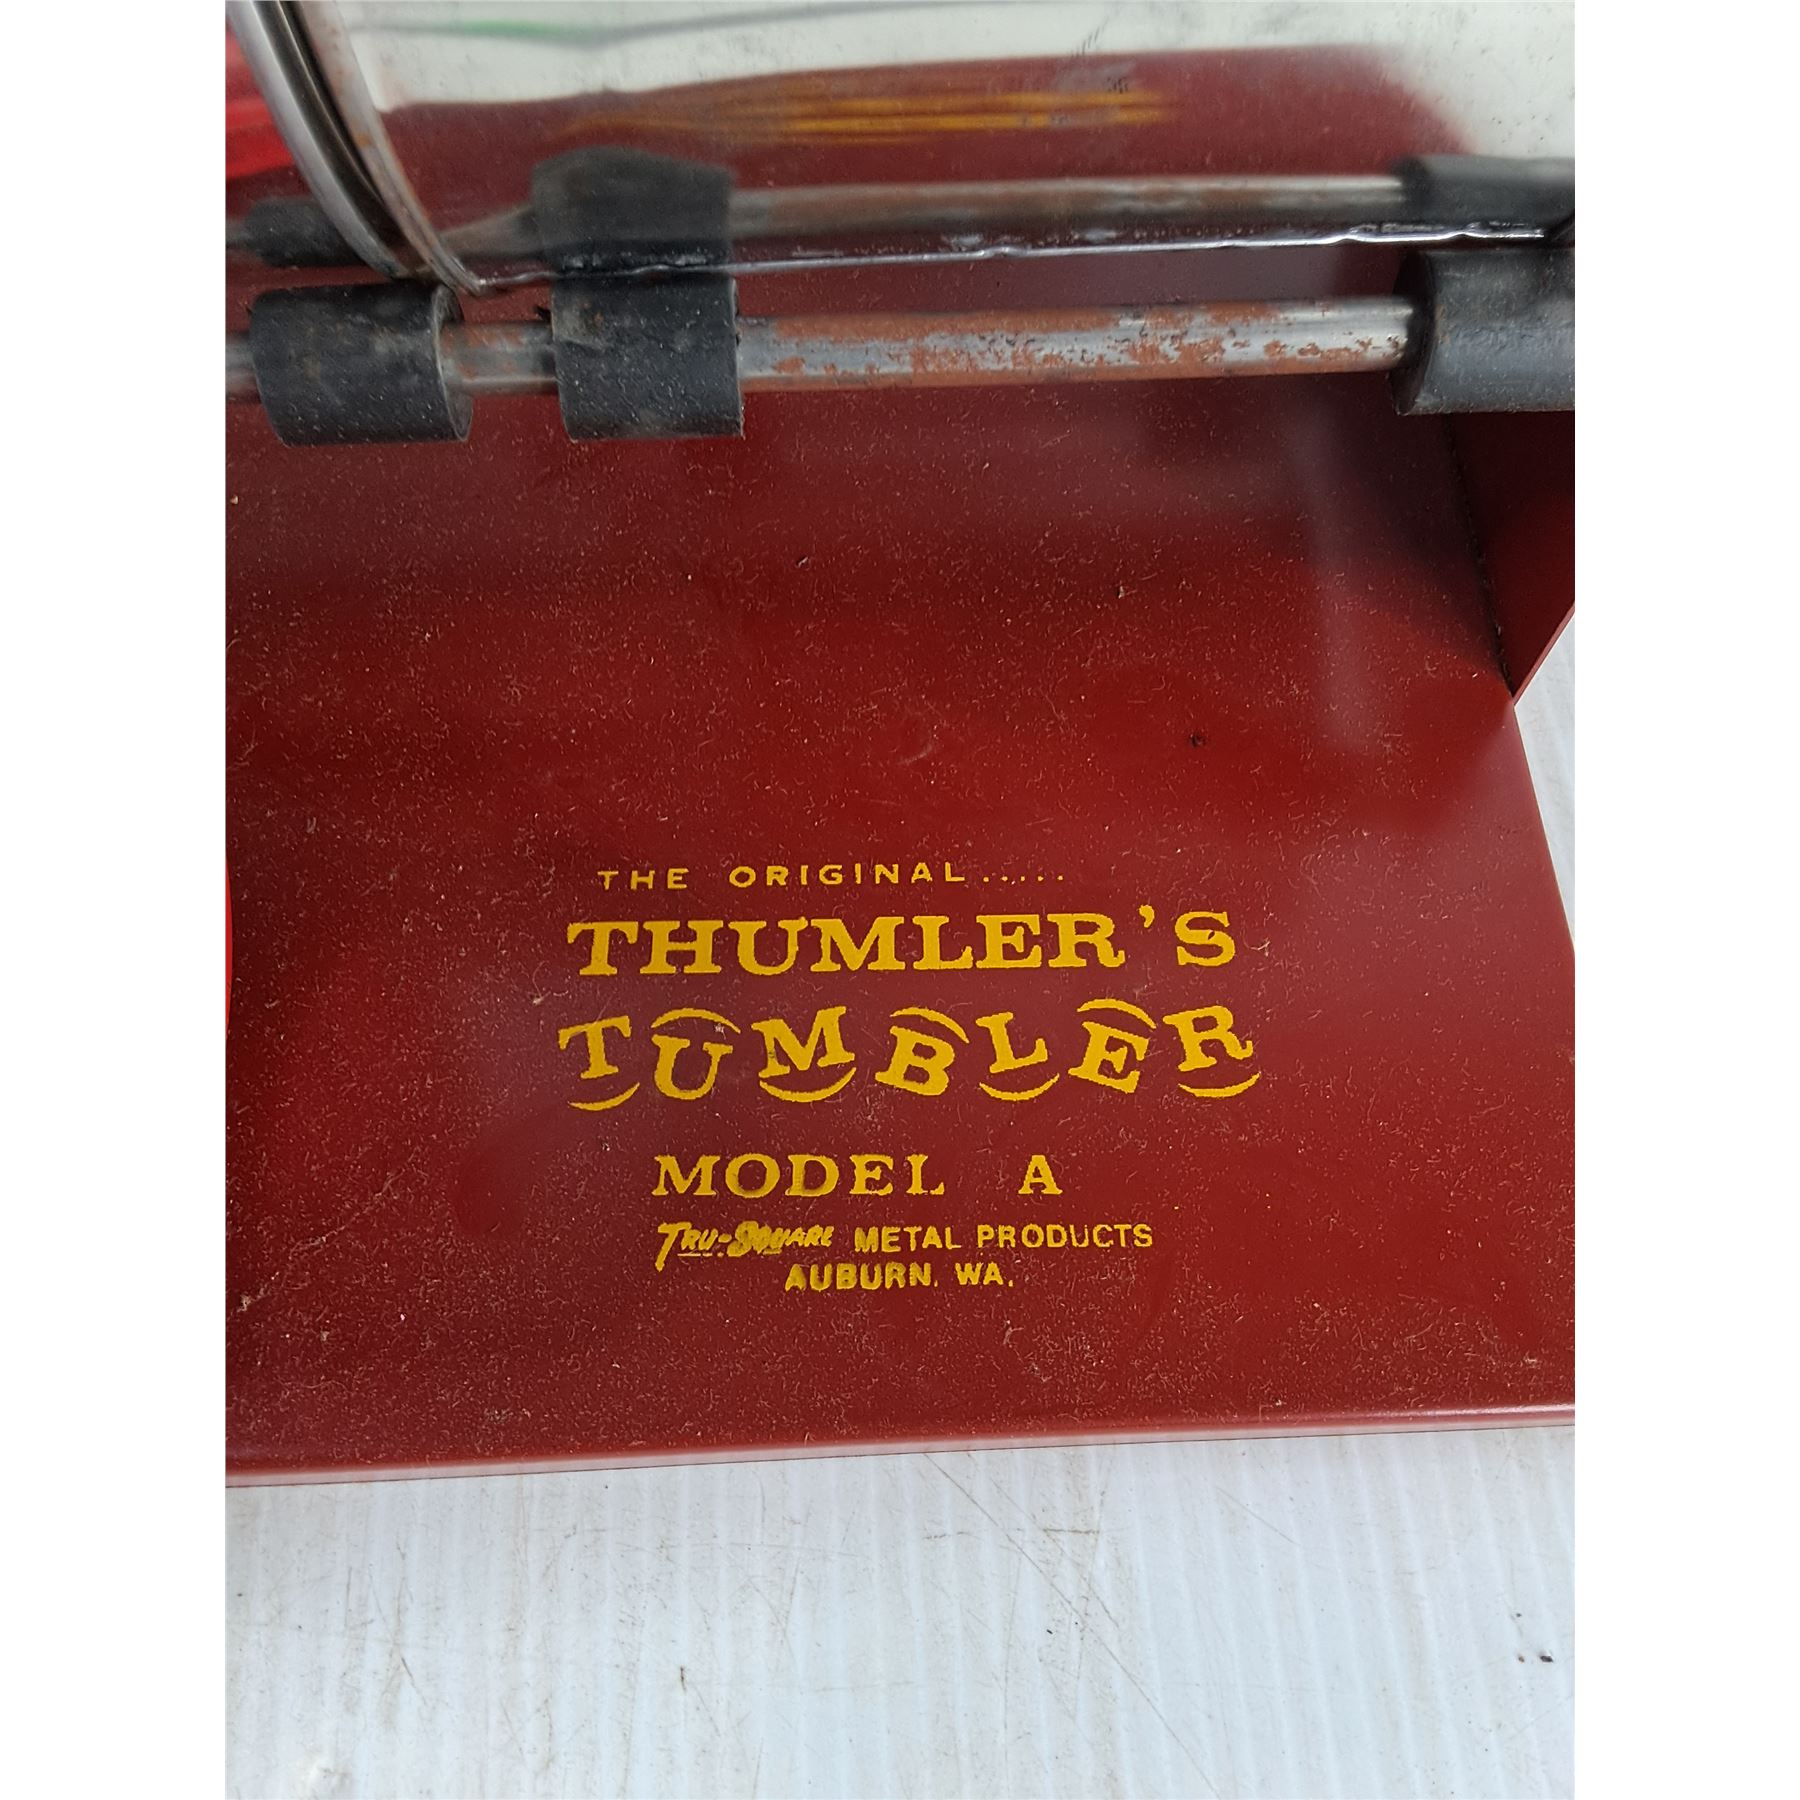 THE ORIGINAL.....
THUMLER'S
TUMBLER
MODEL A
TRU-SQUARE METAL PRODUCTS
AUBURN, WA.